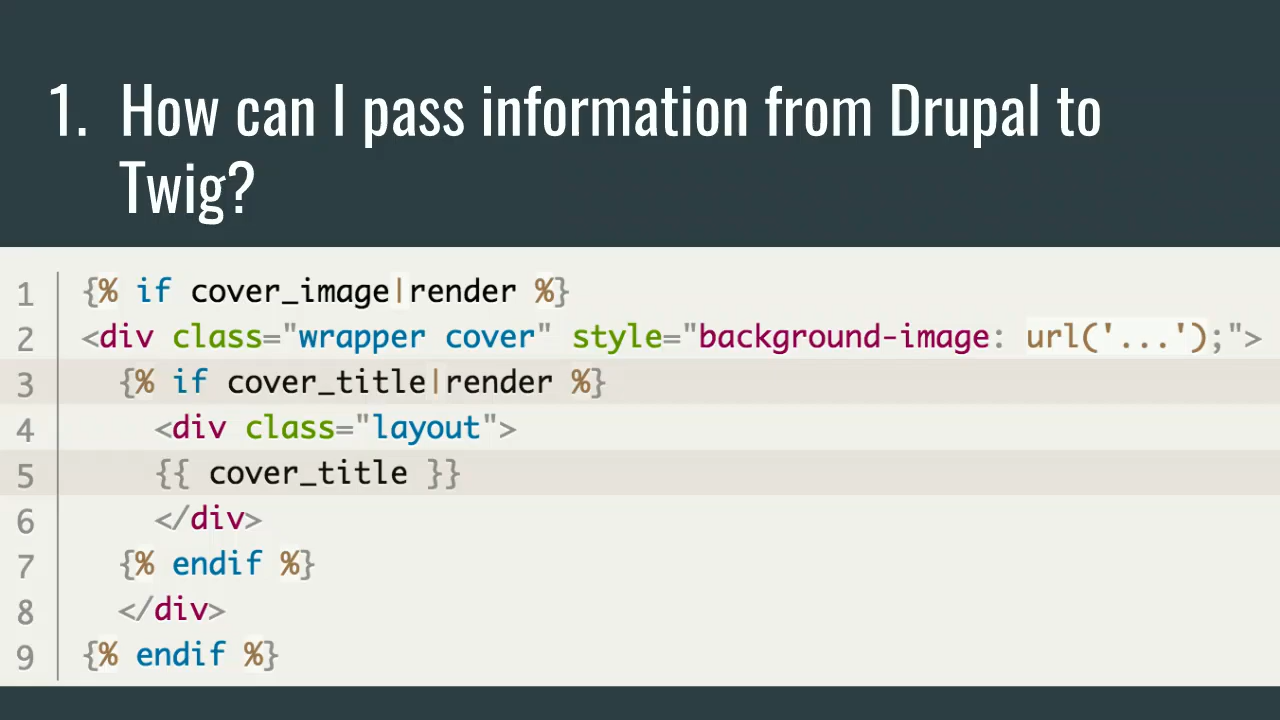 1. How can I pass information from Drupal to
Twig?
1 {% if cover_image|render %}
2 <div class="wrapper cover" style="background-image: url('...');">
3 {% if cover_title|render %}
4 <div class="layout">
5 {{ cover_title }}
6 </div>
7 {% endif %}
8 </div>
9 {% endif %}